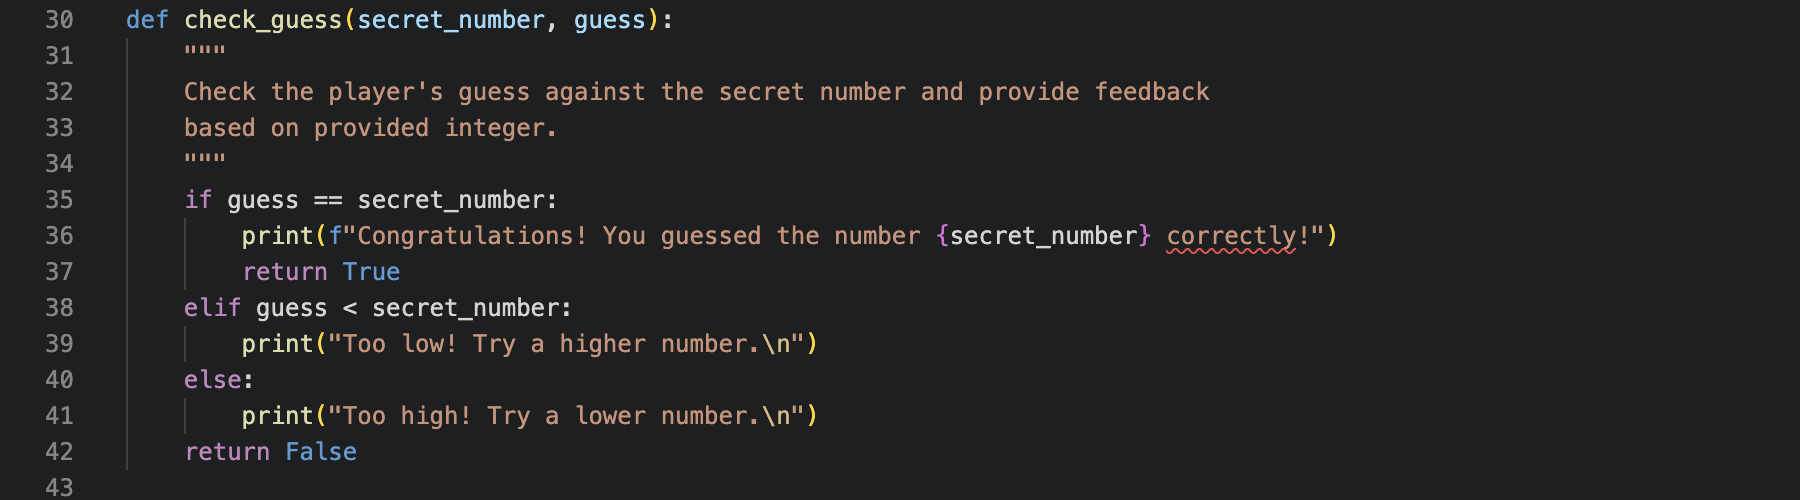 30 def check_guess(secret_number, guess):
31 """
32 Check the player's guess against the secret number and provide feedback
33 based on provided integer.
34 """
35 if guess == secret_number:
36 print(f"Congratulations! You guessed the number {secret_number} correctly!")
37 return True
38 elif guess < secret_number:
39 print("Too low! Try a higher number.\n")
40 else:
41 print("Too high! Try a lower number.\n")
42 return False
43